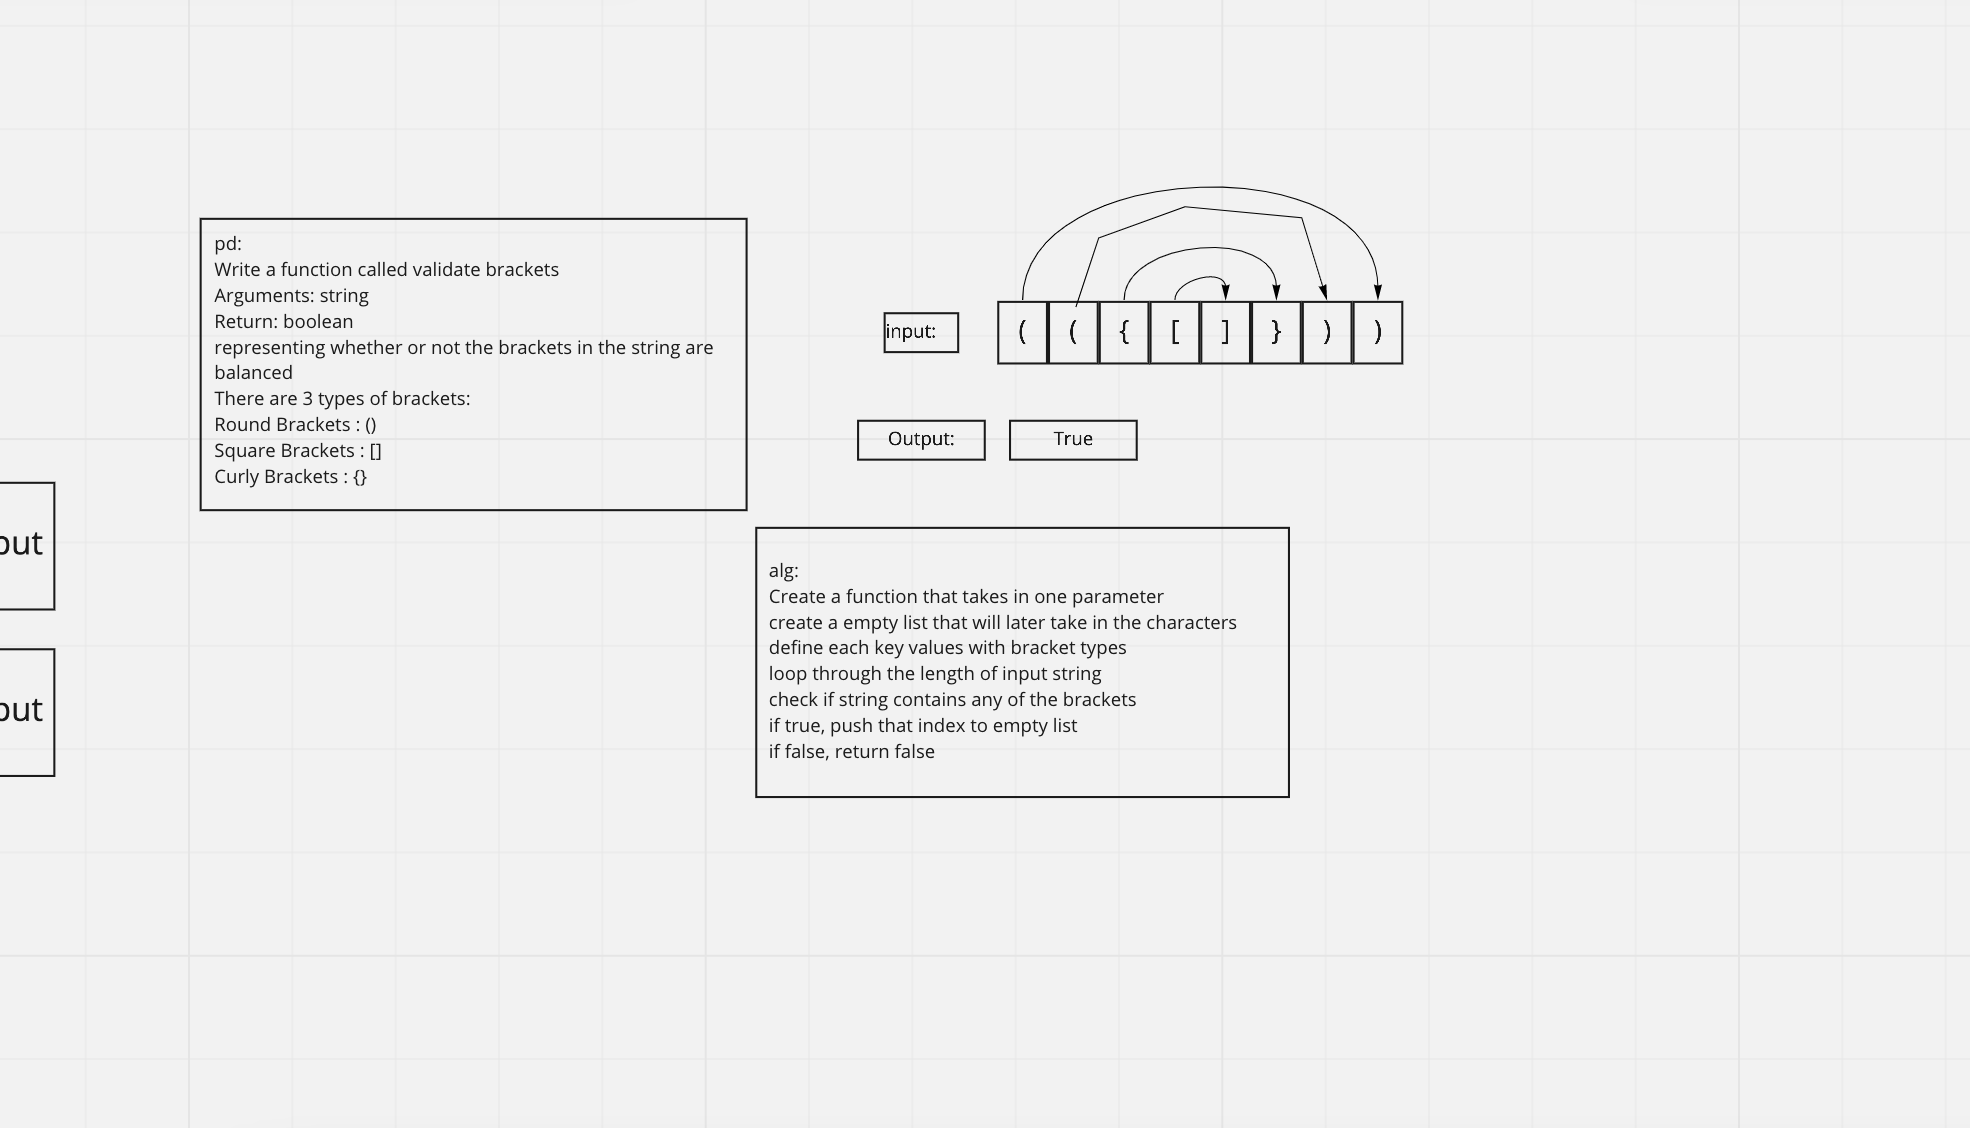 pd:
Write a function called validate brackets
Arguments: string
Return: boolean
representing whether or not the brackets in the string are
balanced
There are 3 types of brackets:
Round Brackets : ()
Square Brackets : []
Curly Brackets : {}
input:
( ( { [ ] } ) )
Output:
True
alg:
Create a function that takes in one parameter
create a empty list that will later take in the characters
define each key values with bracket types
loop through the length of input string
check if string contains any of the brackets
if true, push that index to empty list
if false, return false